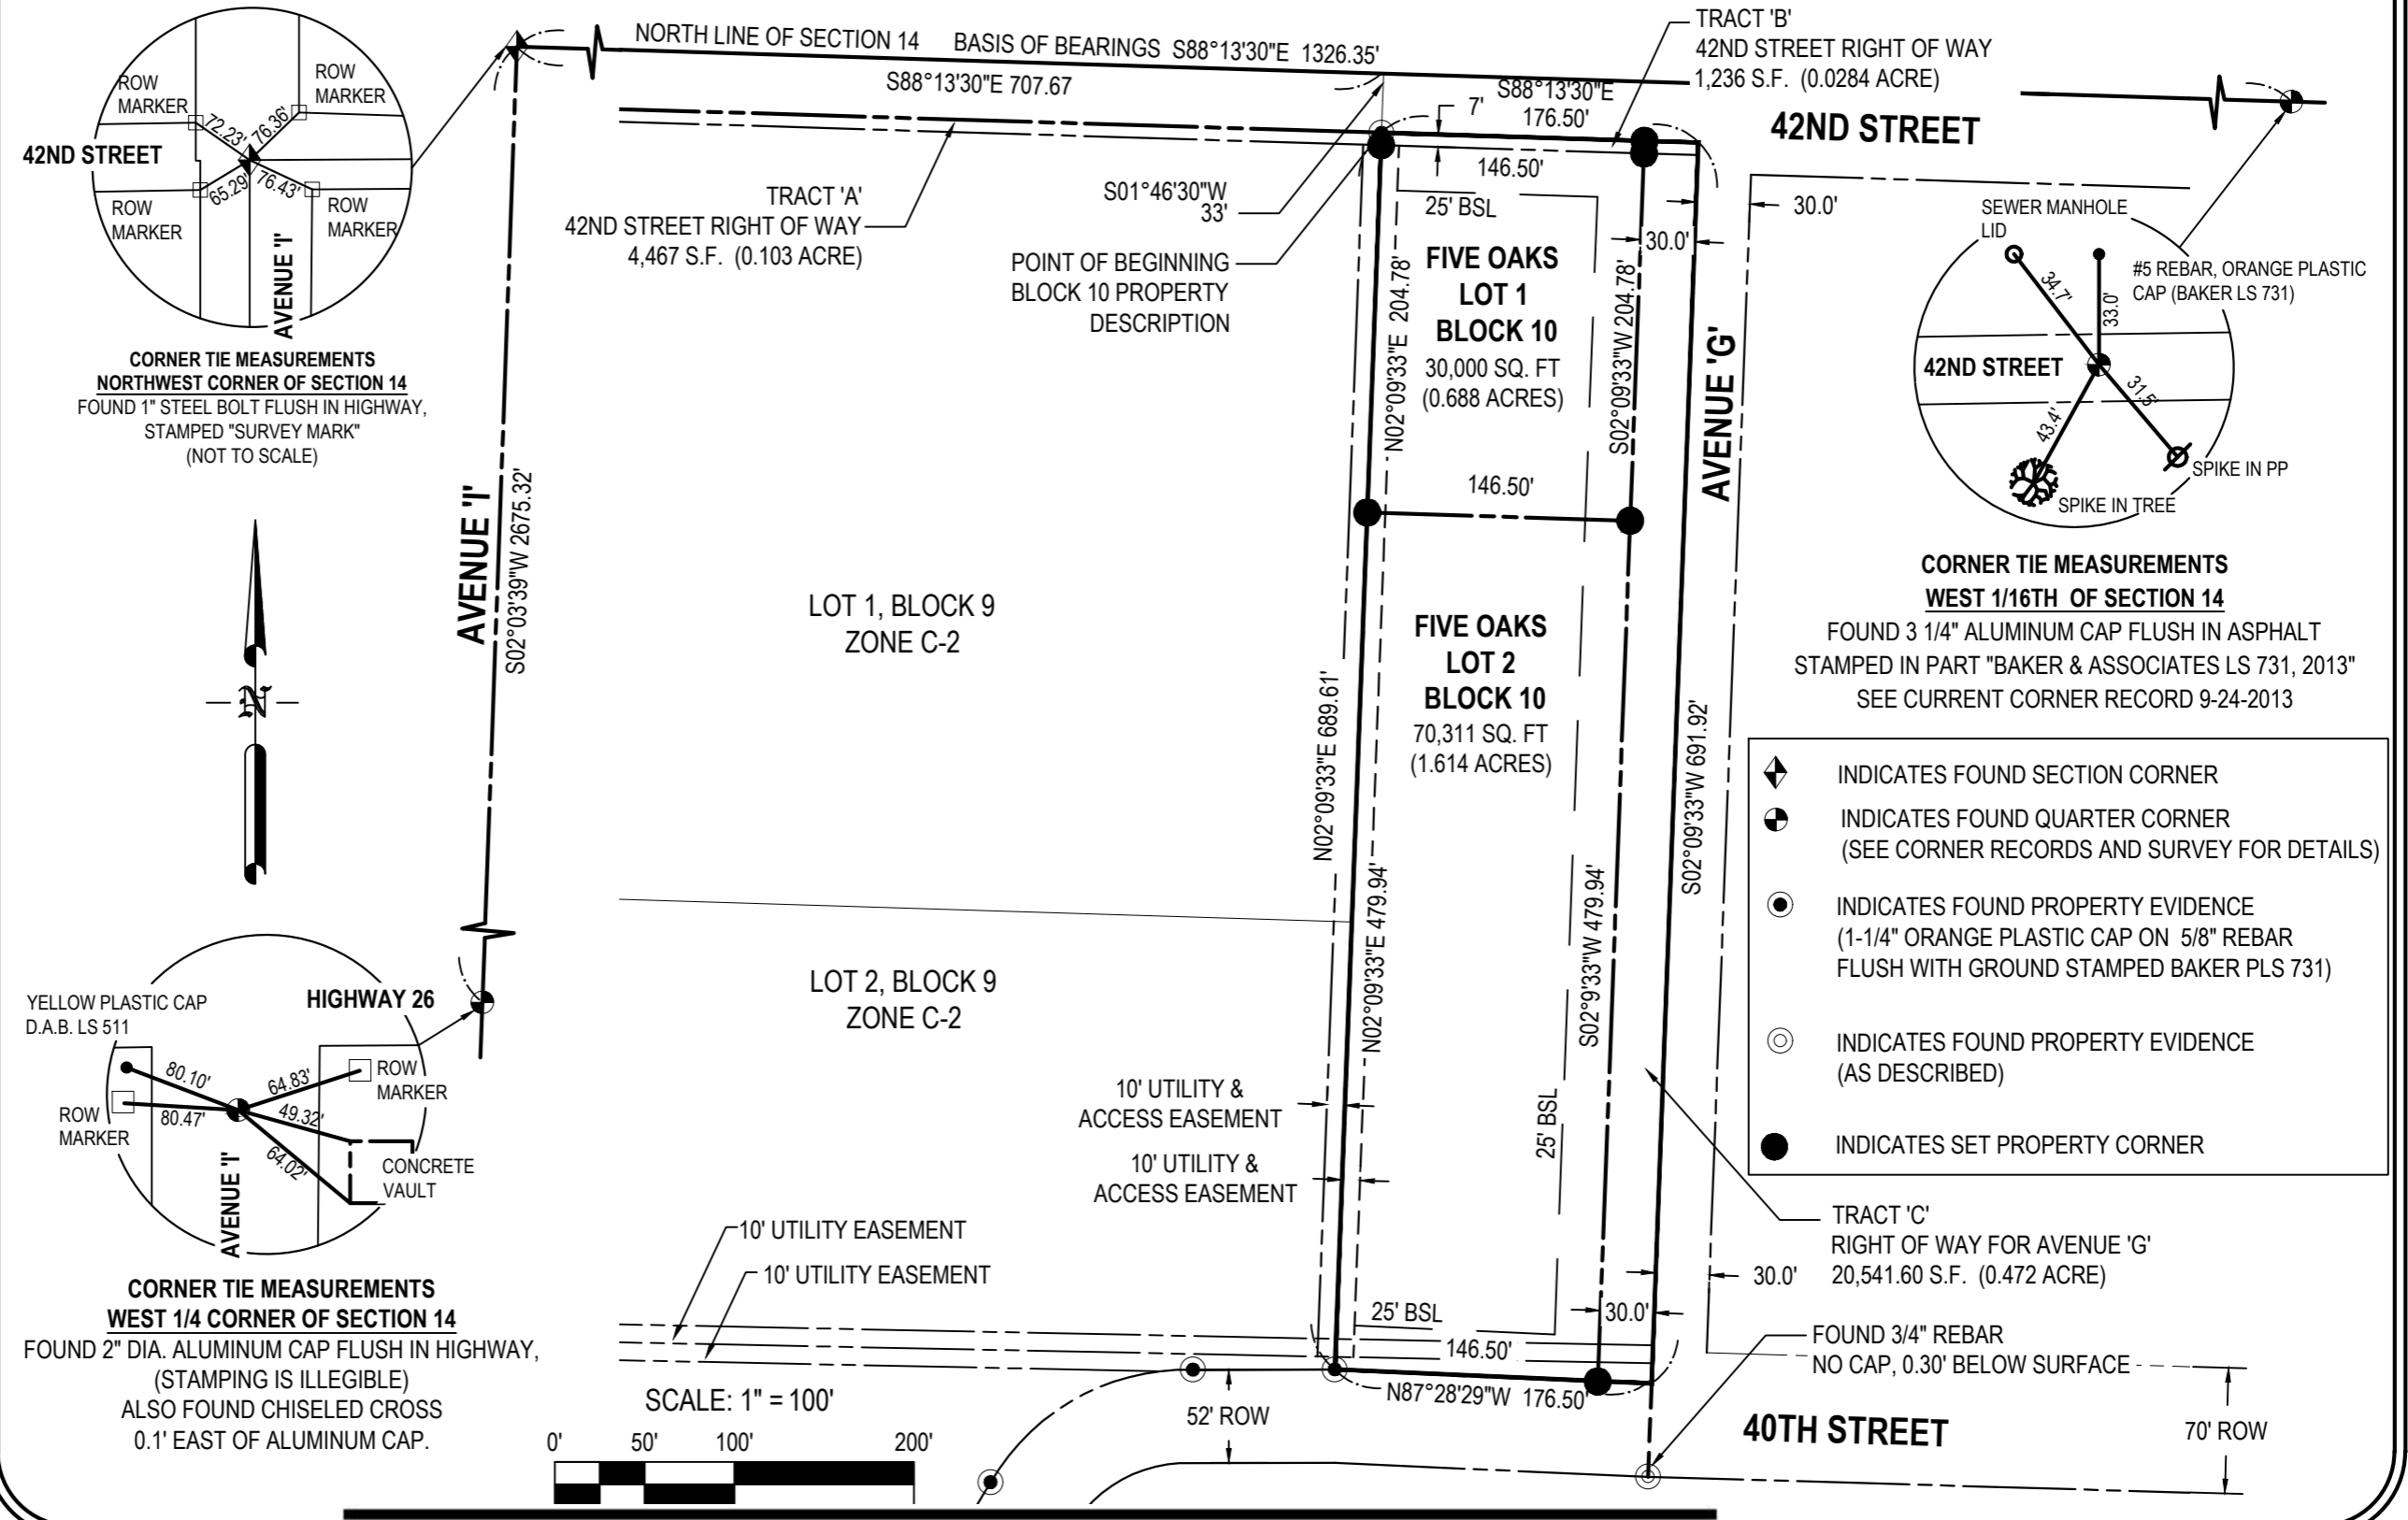 NORTH LINE OF SECTION 14 BASIS OF BEARINGS S88°13'30"E 1326.35'
S88°13'30"E 707.67
S88°13'30"E
176.50'
7'
TRACT 'B'
42ND STREET RIGHT OF WAY
1,236 S.F. (0.0284 ACRE)
42ND STREET
ROW
MARKER
ROW
MARKER
72.23'
76.36'
42ND STREET
65.29'
76.43'
ROW
MARKER
ROW
MARKER
AVENUE 'I'
CORNER TIE MEASUREMENTS
NORTHWEST CORNER OF SECTION 14
FOUND 1" STEEL BOLT FLUSH IN HIGHWAY,
STAMPED "SURVEY MARK"
(NOT TO SCALE)
AVENUE 'I'
S02°03'39"W 2675.32'
N
TRACT 'A'
42ND STREET RIGHT OF WAY
4,467 S.F. (0.103 ACRE)
S01°46'30"W
33'
POINT OF BEGINNING
BLOCK 10 PROPERTY
DESCRIPTION
146.50'
25' BSL
FIVE OAKS
LOT 1
BLOCK 10
30,000 SQ. FT
(0.688 ACRES)
N02°09'33"E 204.78'
S02°09'33"W 204.78'
30.0'
30.0'
AVENUE 'G'
146.50'
SEWER MANHOLE
LID
#5 REBAR, ORANGE PLASTIC
CAP (BAKER LS 731)
34.7'
33.0'
42ND STREET
31.5'
43.4'
SPIKE IN PP
SPIKE IN TREE
CORNER TIE MEASUREMENTS
WEST 1/16TH OF SECTION 14
FOUND 3 1/4" ALUMINUM CAP FLUSH IN ASPHALT
STAMPED IN PART "BAKER & ASSOCIATES LS 731, 2013"
SEE CURRENT CORNER RECORD 9-24-2013
LOT 1, BLOCK 9
ZONE C-2
FIVE OAKS
LOT 2
BLOCK 10
70,311 SQ. FT
(1.614 ACRES)
N02°09'33"E 689.61'
N02°09'33"E 479.94'
S02°9'33"W 479.94'
S02°09'33"W 691.92'
25' BSL
INDICATES FOUND SECTION CORNER
INDICATES FOUND QUARTER CORNER
(SEE CORNER RECORDS AND SURVEY FOR DETAILS)
INDICATES FOUND PROPERTY EVIDENCE
(1-1/4" ORANGE PLASTIC CAP ON 5/8" REBAR
FLUSH WITH GROUND STAMPED BAKER PLS 731)
INDICATES FOUND PROPERTY EVIDENCE
(AS DESCRIBED)
INDICATES SET PROPERTY CORNER
LOT 2, BLOCK 9
ZONE C-2
10' UTILITY &
ACCESS EASEMENT
10' UTILITY &
ACCESS EASEMENT
YELLOW PLASTIC CAP
D.A.B. LS 511
HIGHWAY 26
80.10'
64.83'
ROW
MARKER
49.32'
ROW
MARKER
80.47'
64.02'
CONCRETE
VAULT
AVENUE 'I'
CORNER TIE MEASUREMENTS
WEST 1/4 CORNER OF SECTION 14
FOUND 2" DIA. ALUMINUM CAP FLUSH IN HIGHWAY,
(STAMPING IS ILLEGIBLE)
ALSO FOUND CHISELED CROSS
0.1' EAST OF ALUMINUM CAP.
10' UTILITY EASEMENT
10' UTILITY EASEMENT
TRACT 'C'
RIGHT OF WAY FOR AVENUE 'G'
20,541.60 S.F. (0.472 ACRE)
30.0'
25' BSL
30.0'
146.50'
FOUND 3/4" REBAR
NO CAP, 0.30' BELOW SURFACE
N87°28'29"W 176.50'
52' ROW
40TH STREET
70' ROW
SCALE: 1" = 100'
0' 50' 100' 200'